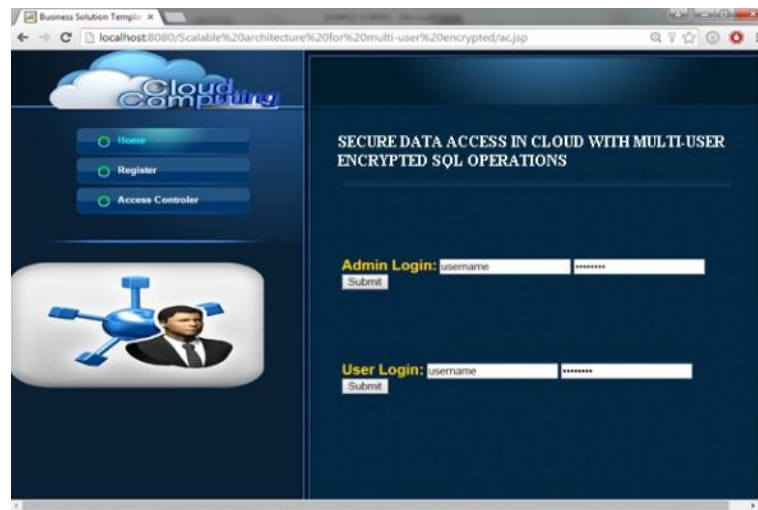 Business Solution Templa
localhost:8080/Scalable%20architecture%20for%20multi-user%20encrypted/ac.jsp
Cloud
Computing
Home
Register
Access Controler
SECURE DATA ACCESS IN CLOUD WITH MULTI-USER
ENCRYPTED SQL OPERATIONS
Admin Login: username ••••••••
Submit
User Login: username ••••••••
Submit